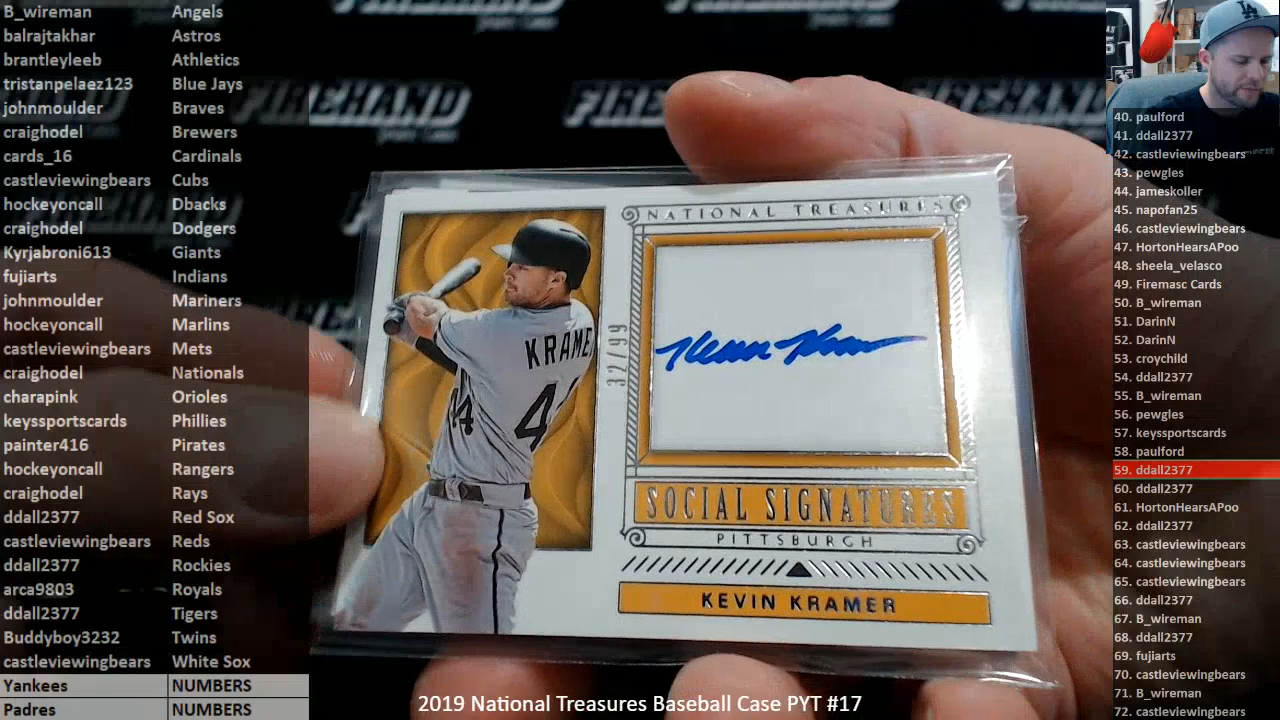 B_wireman Angels
balrajtakhar Astros
brantleyleeb Athletics
tristanpelaez123 Blue Jays
johnmoulder Braves
craighodel Brewers
cards_16 Cardinals
castleviewingbears Cubs
hockeyoncall Dbacks
craighodel Dodgers
Kyrjabroni613 Giants
fujiarts Indians
johnmoulder Mariners
hockeyoncall Marlins
castleviewingbears Mets
craighodel Nationals
charapink Orioles
keyssportscards Phillies
painter416 Pirates
hockeyoncall Rangers
craighodel Rays
ddall2377 Red Sox
castleviewingbears Reds
ddall2377 Rockies
arca9803 Royals
ddall2377 Tigers
Buddyboy3232 Twins
castleviewingbears White Sox
Yankees NUMBERS
Padres NUMBERS
FIREHAND
NATIONAL TREASURES
KRAME
44
4
32/99
Kevin Kramer
SOCIAL SIGNATURES
PITTSBURGH
KEVIN KRAMER
2019 National Treasures Baseball Case PYT #17
LA
40. paulford
41. ddall2377
42. castleviewingbears
43. pewgles
44. jameskoller
45. napofan25
46. castleviewingbears
47. HortonHearsAPoo
48. sheela_velasco
49. Firemasc Cards
50. B_wireman
51. DarinN
52. DarinN
53. croychild
54. ddall2377
55. B_wireman
56. pewgles
57. keyssportscards
58. paulford
59. ddall2377
60. ddall2377
61. HortonHearsAPoo
62. ddall2377
63. castleviewingbears
64. castleviewingbears
65. castleviewingbears
66. ddall2377
67. B_wireman
68. ddall2377
69. fujiarts
70. castleviewingbears
71. B_wireman
72. castleviewingbears